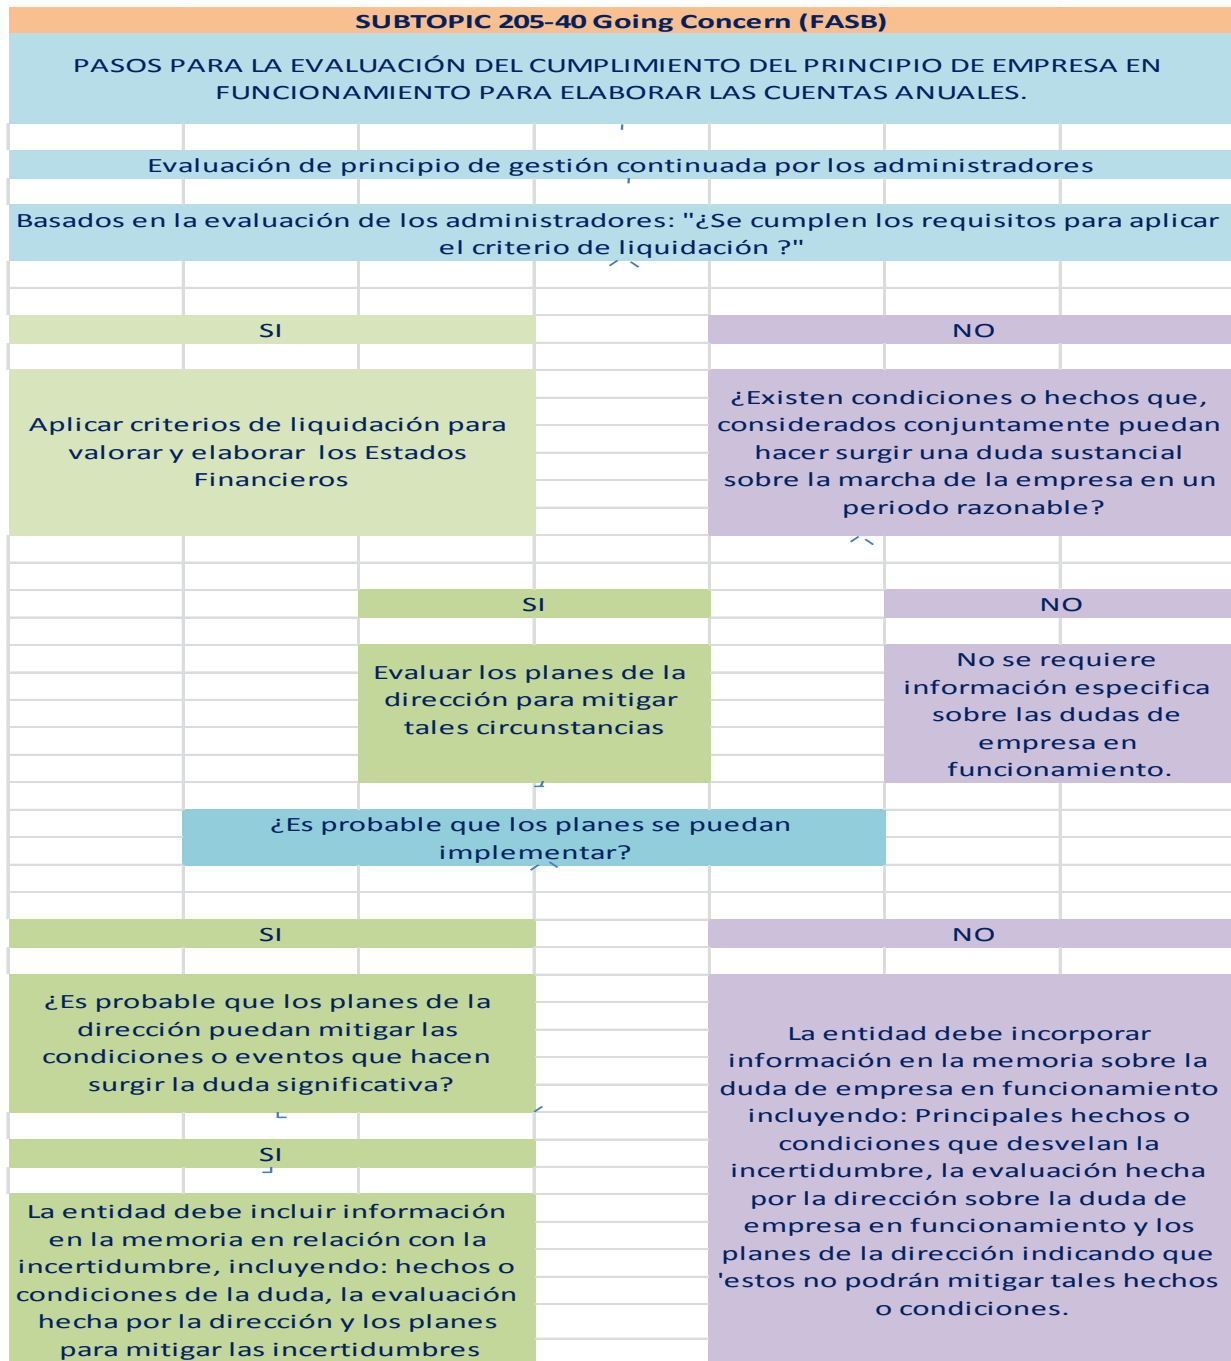 SUBTOPIC 205-40 Going Concern (FASB)
PASOS PARA LA EVALUACIÓN DEL CUMPLIMIENTO DEL PRINCIPIO DE EMPRESA EN
FUNCIONAMIENTO PARA ELABORAR LAS CUENTAS ANUALES.
Evaluación de principio de gestión continuada por los administradores
Basados en la evaluación de los administradores: "¿Se cumplen los requisitos para aplicar
el criterio de liquidación ?"
SI
NO
Aplicar criterios de liquidación para
valorar y elaborar los Estados
Financieros
¿Existen condiciones o hechos que,
considerados conjuntamente puedan
hacer surgir una duda sustancial
sobre la marcha de la empresa en un
periodo razonable?
SI
NO
Evaluar los planes de la
dirección para mitigar
tales circunstancias
No se requiere
información especifica
sobre las dudas de
empresa en
funcionamiento.
¿Es probable que los planes se puedan
implementar?
SI
NO
¿Es probable que los planes de la
dirección puedan mitigar las
condiciones o eventos que hacen
surgir la duda significativa?
SI
La entidad debe incluir información
en la memoria en relación con la
incertidumbre, incluyendo: hechos o
condiciones de la duda, la evaluación
hecha por la dirección y los planes
para mitigar las incertidumbres
La entidad debe incorporar
información en la memoria sobre la
duda de empresa en funcionamiento
incluyendo: Principales hechos o
condiciones que desvelan la
incertidumbre, la evaluación hecha
por la dirección sobre la duda de
empresa en funcionamiento y los
planes de la dirección indicando que
'estos no podrán mitigar tales hechos
o condiciones.